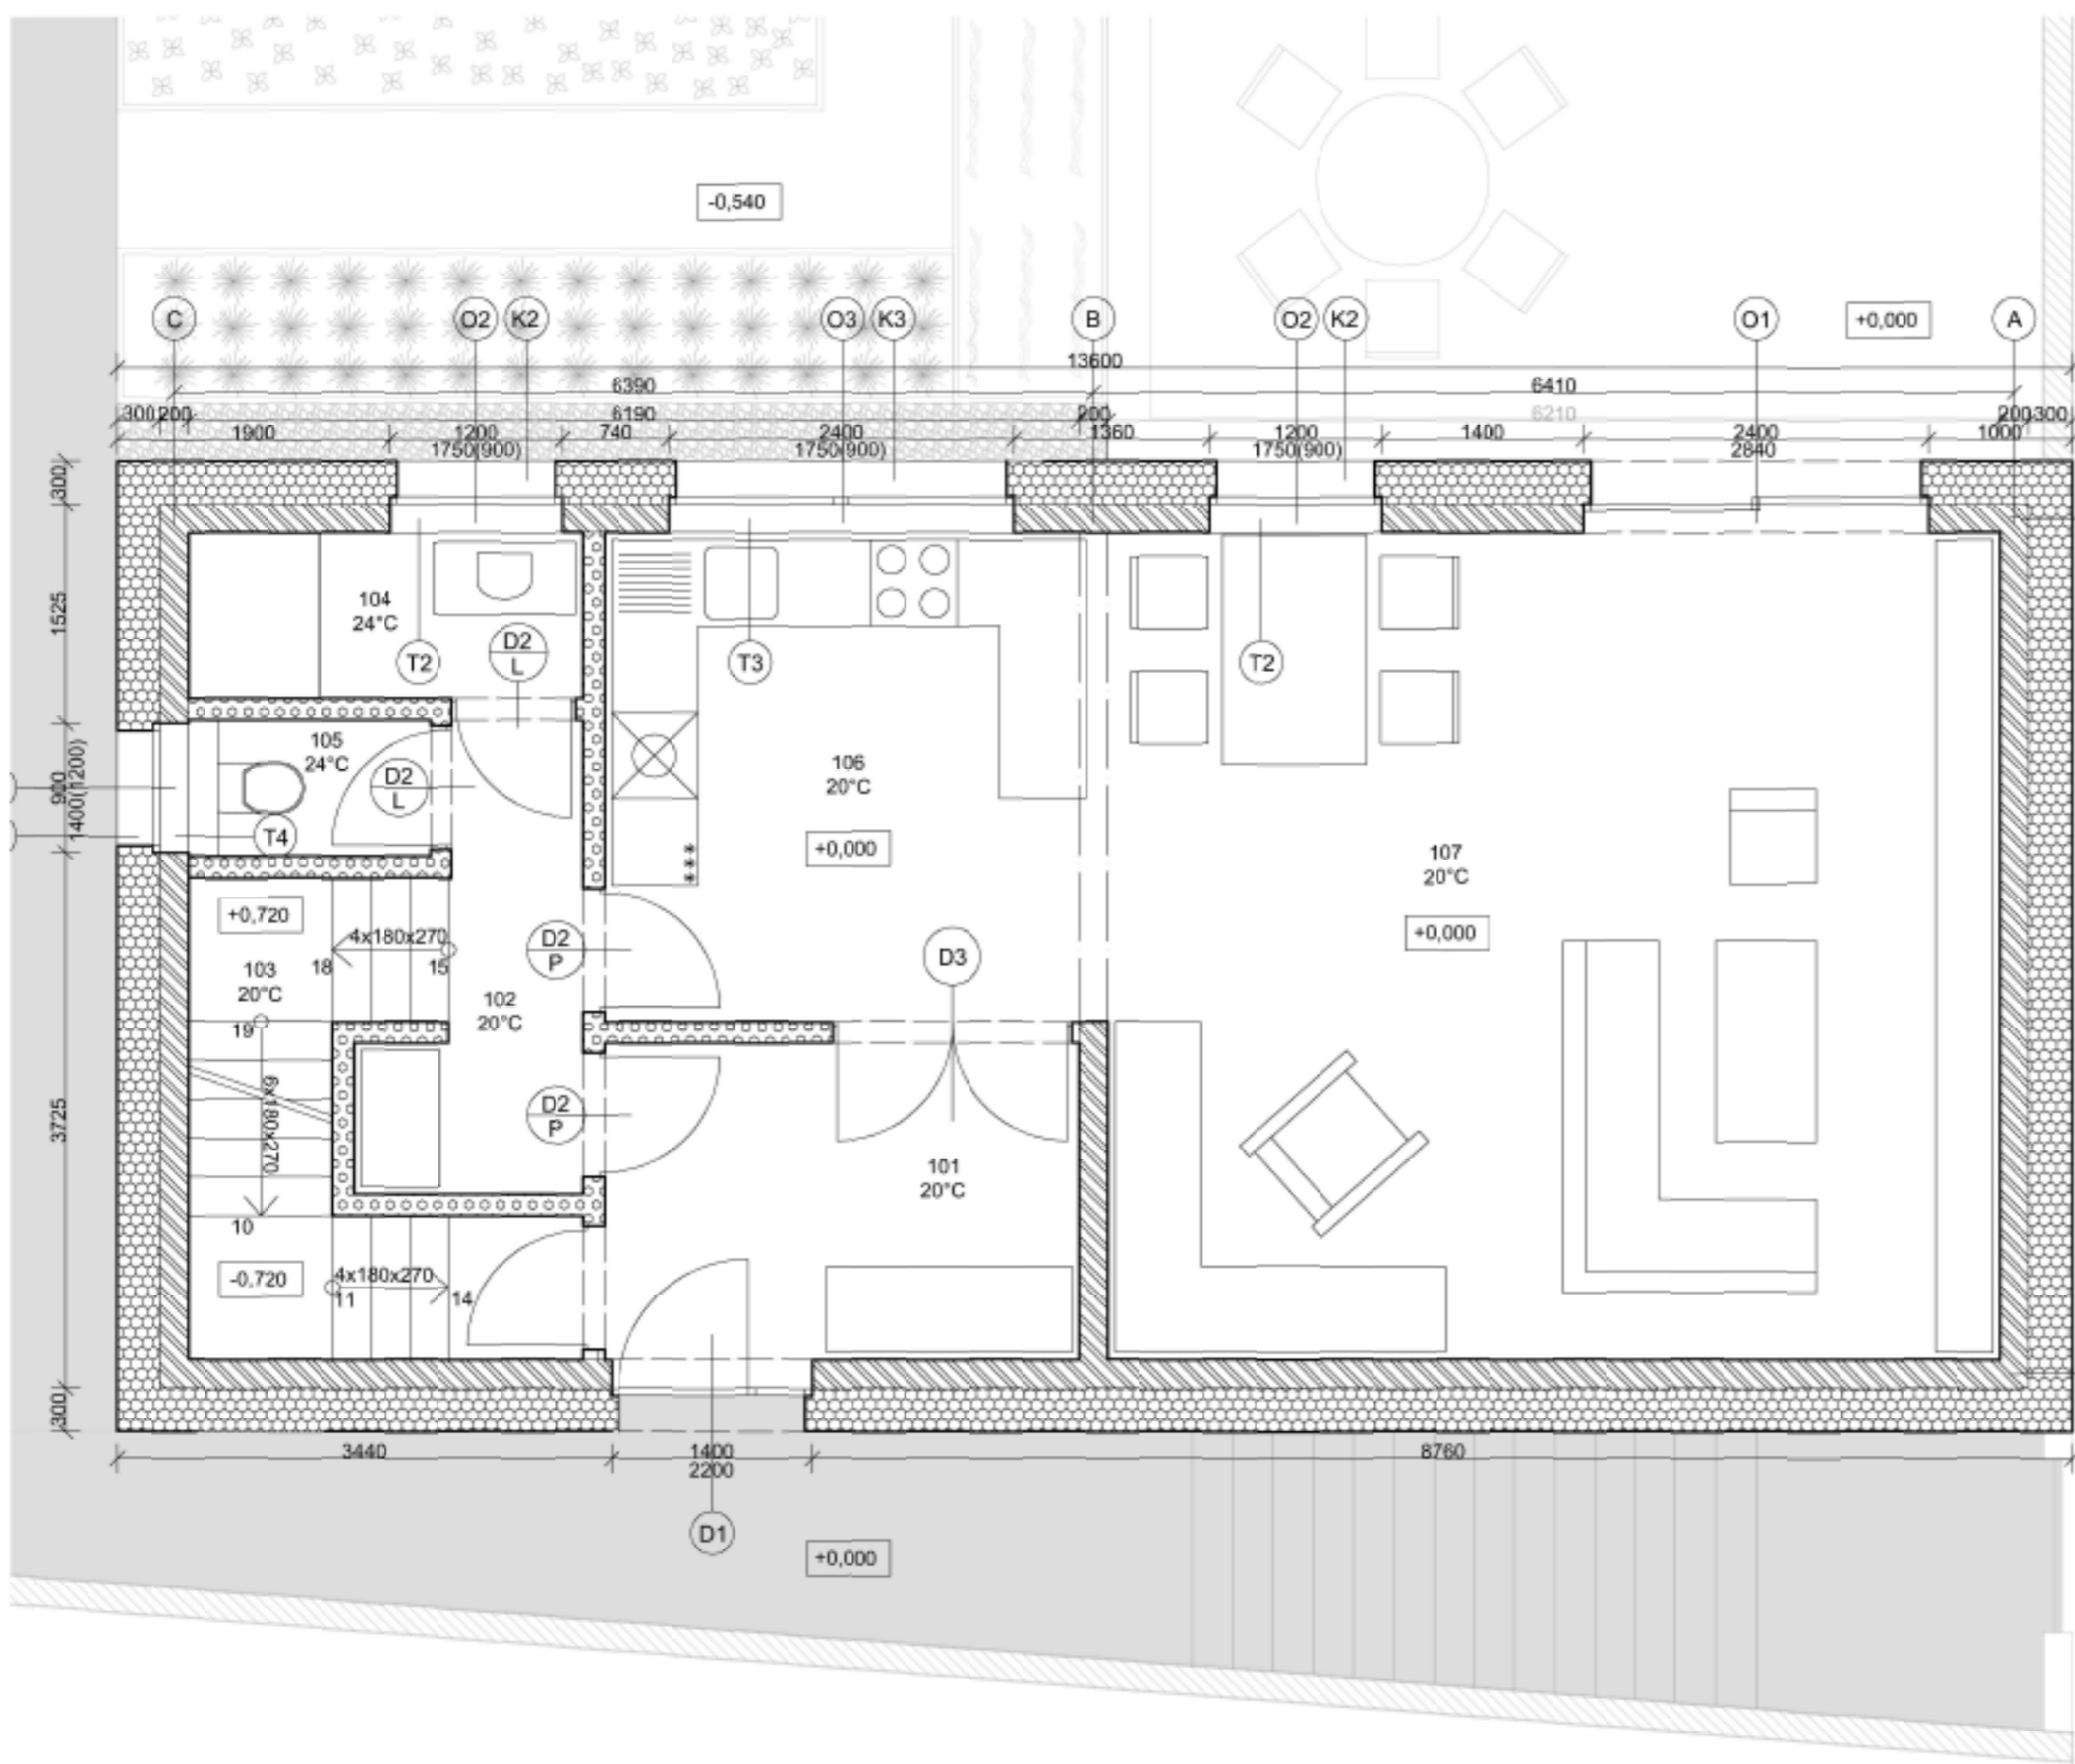 -0,540
C
O2
K2
O3
K3
B
O2
K2
O1
+0,000
A
13600
6390
6410
300
200
6190
200
6210
200
300
1900
1200
740
2400
1360
1200
1400
2400
1000
1750(900)
1750(900)
1750(900)
2840
300
1525
900
1400(1200)
3725
300
104
24°C
D2
L
T2
T3
T2
105
24°C
D2
L
T4
106
20°C
+0,000
107
20°C
+0,000
+0,720
4x180x270
18
15
103
20°C
19
102
20°C
D2
P
D3
6x180x270
D2
P
101
20°C
10
-0,720
4x180x270
11
14
3440
1400
2200
8760
D1
+0,000